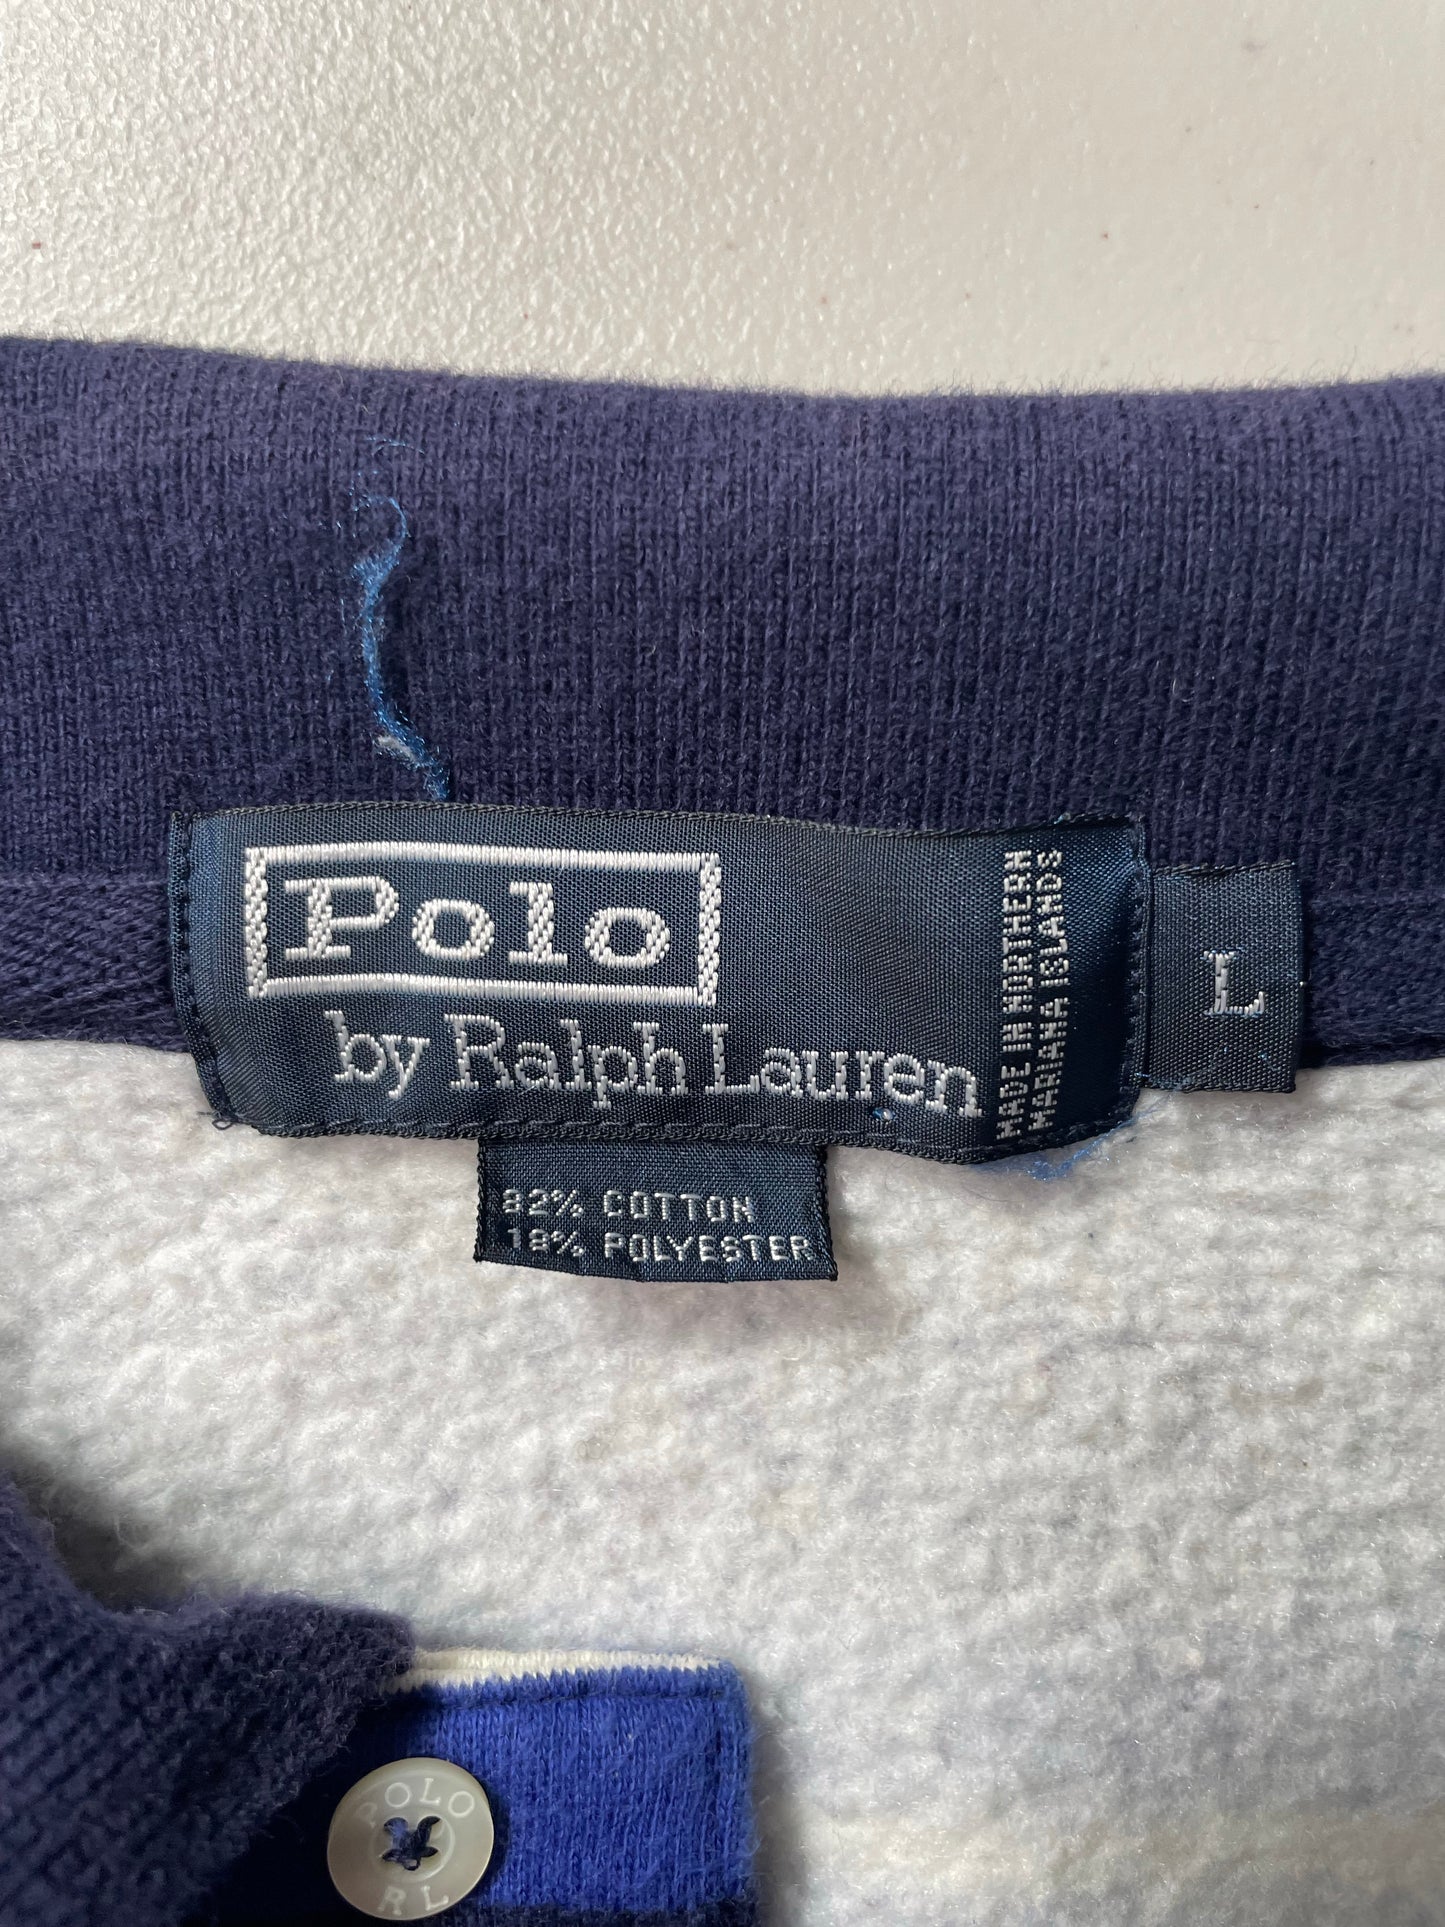 Polo
by Ralph Lauren
MADE IN NORTHERN
MARIANA ISLANDS
L
82% COTTON
18% POLYESTER
POLO
RL